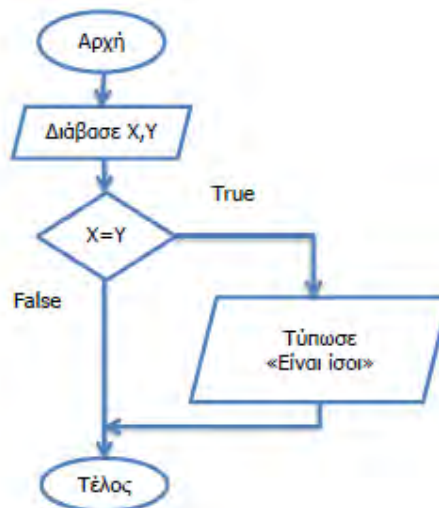 Αρχή
Διάβασε Χ,Υ
True
Χ=Υ
False
Τύπωσε
«Είναι ίσοι»
Τέλος